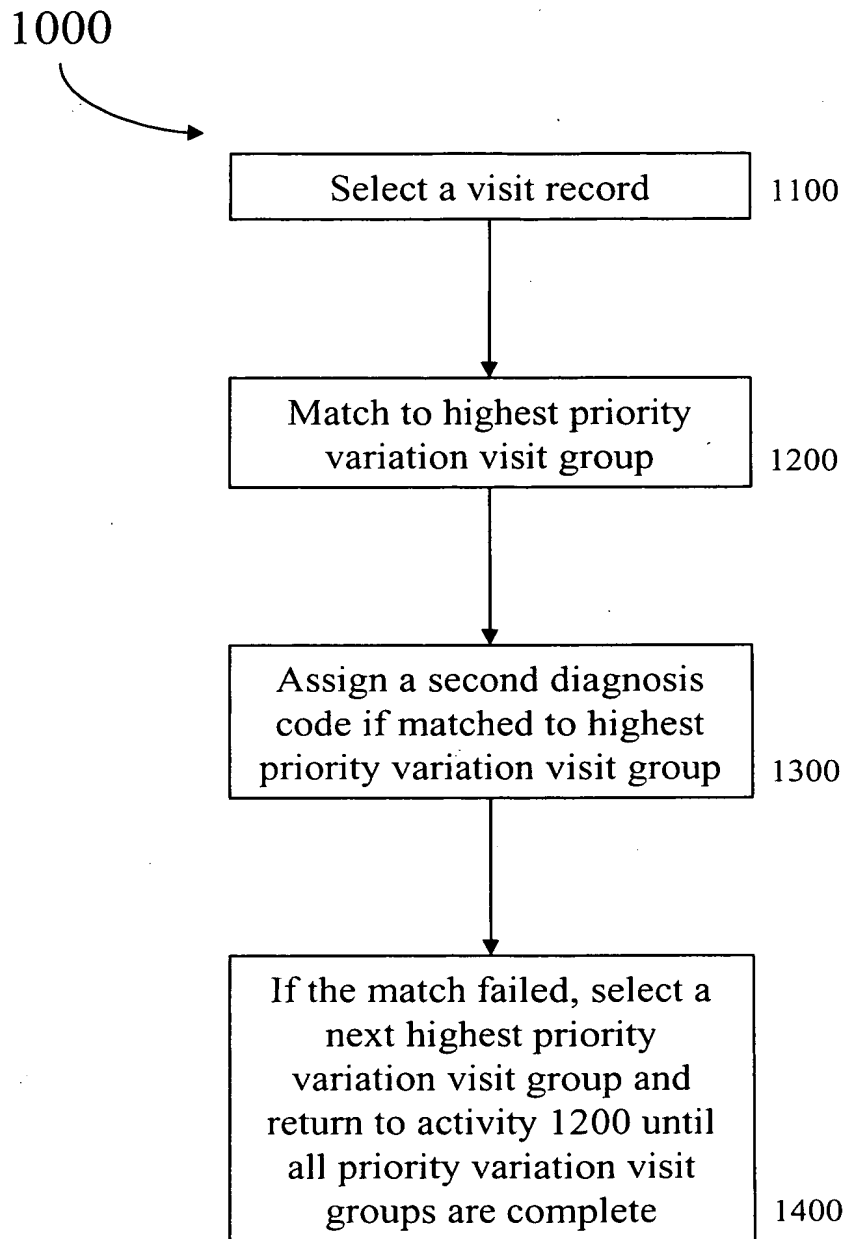 1000
Select a visit record
1100
Match to highest priority
variation visit group
1200
Assign a second diagnosis
code if matched to highest
priority variation visit group
1300
If the match failed, select a
next highest priority
variation visit group and
return to activity 1200 until
all priority variation visit
groups are complete
1400